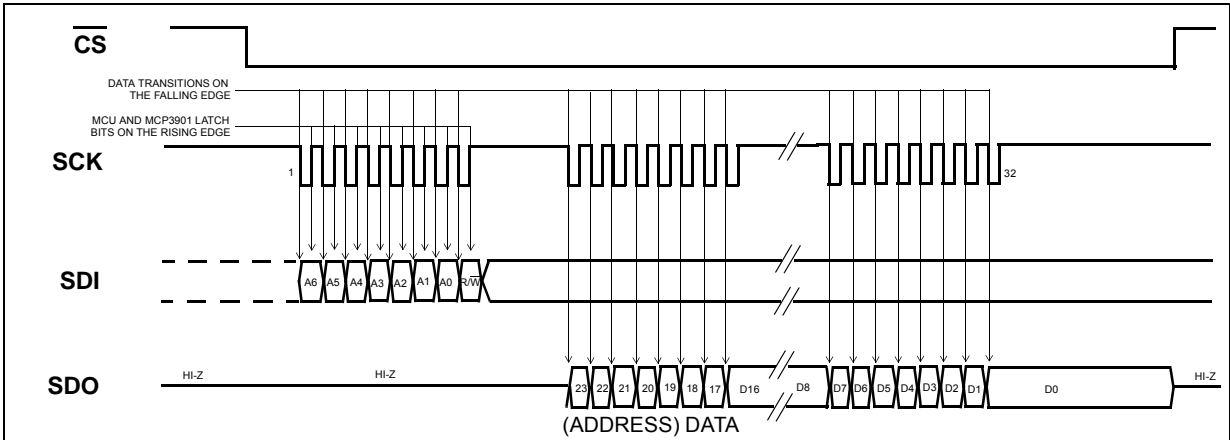 CS
DATA TRANSITIONS ON
THE FALLING EDGE
MCU AND MCP3901 LATCH
BITS ON THE RISING EDGE
SCK
1
32
SDI
A6 A5 A4 A3 A2 A1 A0 R/W
SDO
HI-Z
HI-Z
23 22 21 20 19 18 17 D16 D8 D7 D6 D5 D4 D3 D2 D1 D0
HI-Z
(ADDRESS) DATA